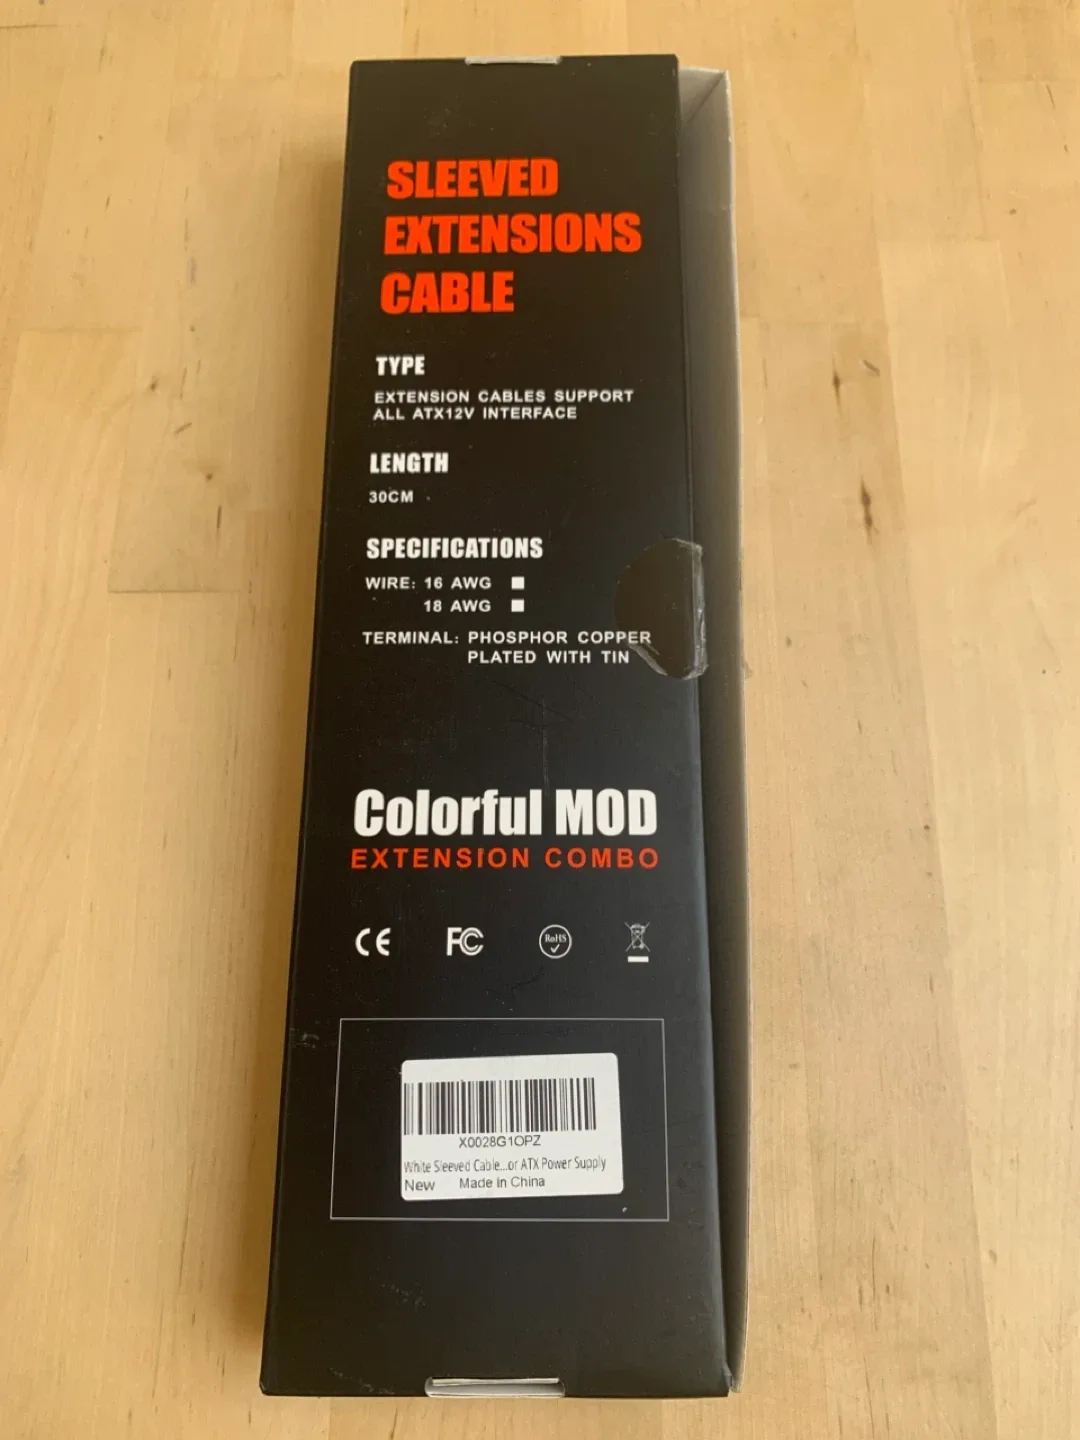 SLEEVED
EXTENSIONS
CABLE
TYPE
EXTENSION CABLES SUPPORT
ALL ATX12V INTERFACE
LENGTH
30CM
SPECIFICATIONS
WIRE: 16 AWG
18 AWG
TERMINAL: PHOSPHOR COPPER
PLATED WITH TIN
Colorful MOD
EXTENSION COMBO
CE FC RoHS
X0028G1OPZ
White Sleeved Cable...or ATX Power Supply
New Made in China